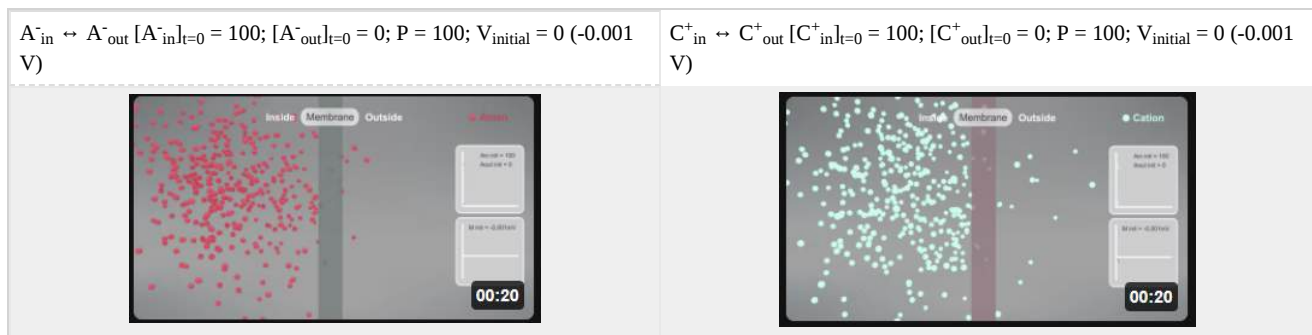 A⁻in ↔ A⁻out [A⁻in]t=0 = 100; [A⁻out]t=0 = 0; P = 100; Vinitial = 0 (-0.001
V)
C⁺in ↔ C⁺out [C⁺in]t=0 = 100; [C⁺out]t=0 = 0; P = 100; Vinitial = 0 (-0.001
V)
Inside Membrane Outside
00:20
Inside Membrane Outside Cation
00:20